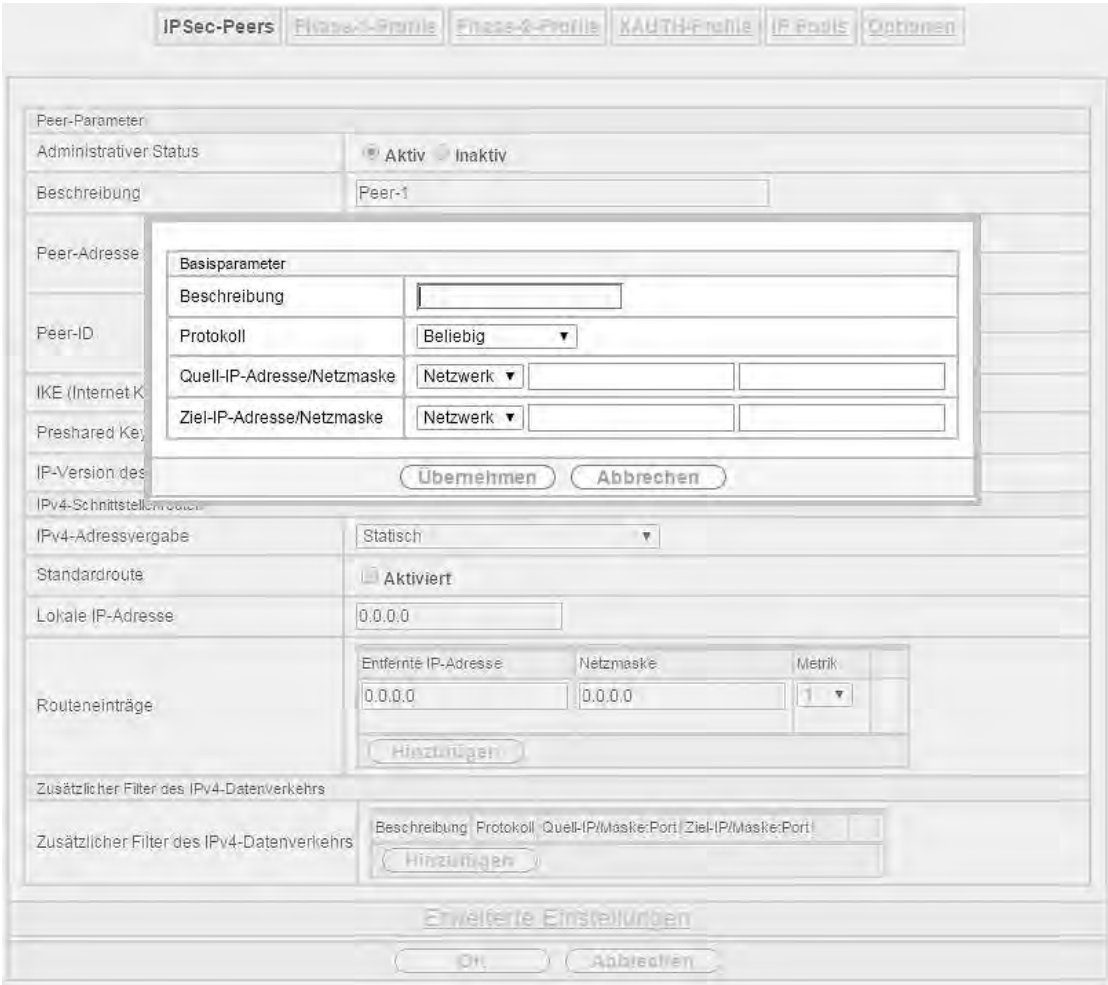 IPSec-Peers Phase-1-Profile Phase-2-Profile XAUTH-Profile IP Pools Optionen
Peer-Parameter
Administrativer Status Aktiv Inaktiv
Beschreibung Peer-1
Peer-Adresse
Peer-ID
IKE (Internet K
Preshared Key
IP-Version des
Basisparameter
Beschreibung
Protokoll Beliebig
Quell-IP-Adresse/Netzmaske Netzwerk
Ziel-IP-Adresse/Netzmaske Netzwerk
Übernehmen Abbrechen
IPv4-Schnittstellenrouten
IPv4-Adressvergabe Statisch
Standardroute Aktiviert
Lokale IP-Adresse 0.0.0.0
Routeneinträge
Entfernte IP-Adresse Netzmaske Metrik
0.0.0.0 0.0.0.0 1
Hinzufügen
Zusätzlicher Filter des IPv4-Datenverkehrs
Zusätzlicher Filter des IPv4-Datenverkehrs
Beschreibung Protokoll Quell-IP/Maske:Port Ziel-IP/Maske:Port
Hinzufügen
Erweiterte Einstellungen
OK Abbrechen